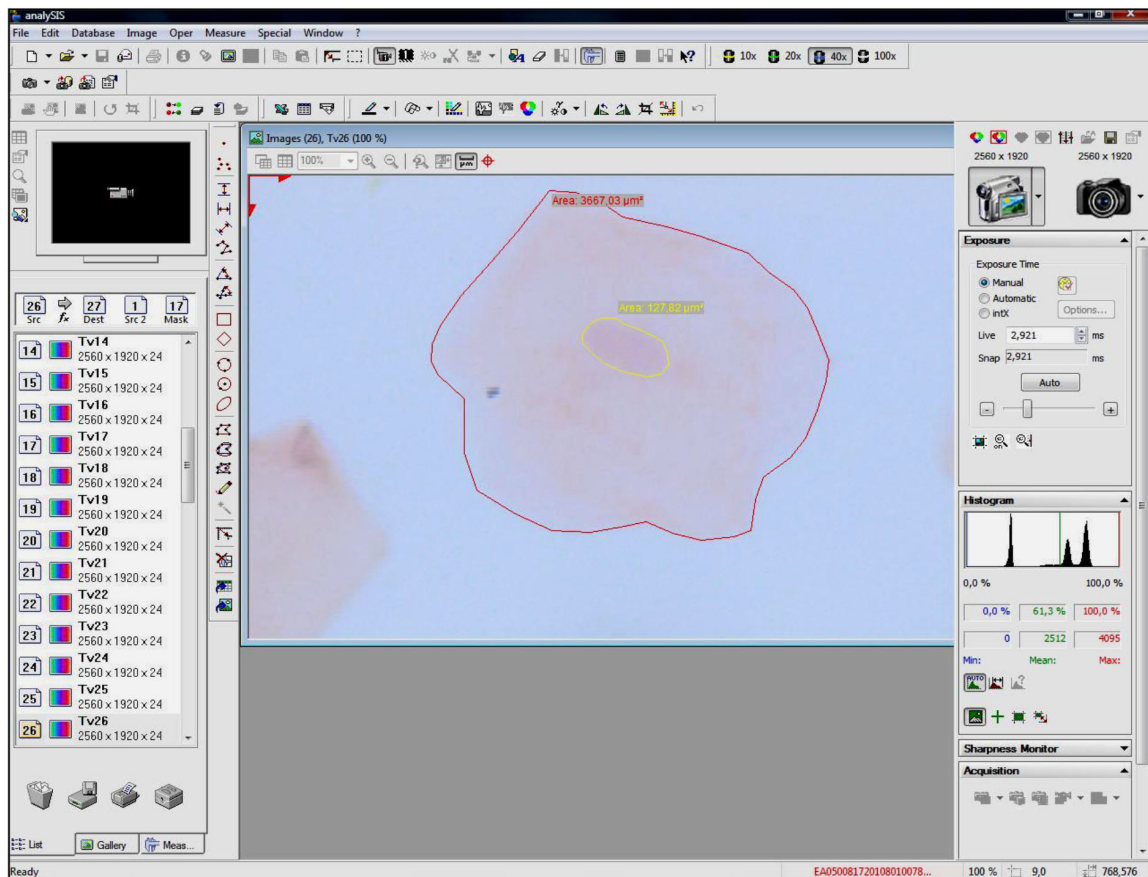 analySIS
File Edit Database Image Oper Measure Special Window ?
10x 20x 40x 100x
Images (26), Tv26 (100 %)
100%
2560 x 1920 2560 x 1920
Area: 3667,03 µm²
Area: 127,82 µm²
Exposure
Exposure Time
Manual
Automatic
intX
Options...
Live 2,921 ms
Snap 2,921 ms
Auto
- +
26 27 1 17
Src fx Dest Src 2 Mask
14 Tv14
2560 x 1920 x 24
15 Tv15
2560 x 1920 x 24
16 Tv16
2560 x 1920 x 24
17 Tv17
2560 x 1920 x 24
18 Tv18
2560 x 1920 x 24
19 Tv19
2560 x 1920 x 24
20 Tv20
2560 x 1920 x 24
21 Tv21
2560 x 1920 x 24
22 Tv22
2560 x 1920 x 24
23 Tv23
2560 x 1920 x 24
24 Tv24
2560 x 1920 x 24
25 Tv25
2560 x 1920 x 24
26 Tv26
2560 x 1920 x 24
Histogram
0,0 % 100,0 %
0,0 % 61,3 % 100,0 %
0 2512 4095
Min: Mean: Max:
AUTO
Sharpness Monitor
Acquisition
List Gallery Meas...
Ready EA050081720108010078... 100 % 9,0 768,576